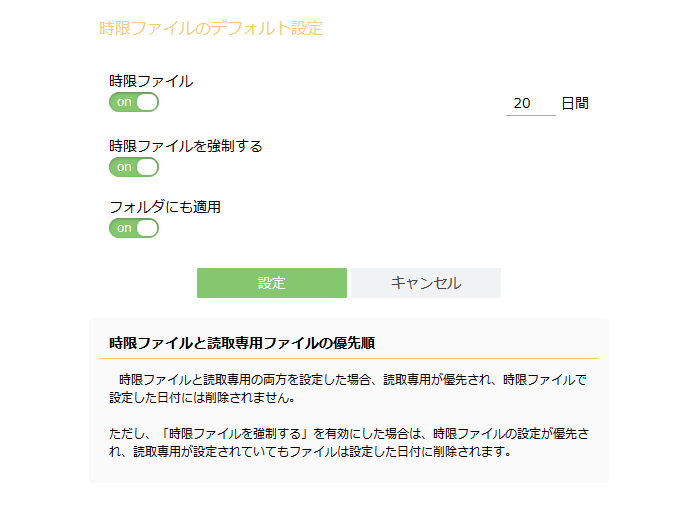 時限ファイルのデフォルト設定
時限ファイル
on
20 日間
時限ファイルを強制する
on
フォルダにも適用
on
設定 キャンセル
時限ファイルと読取専用ファイルの優先順
時限ファイルと読取専用の両方を設定した場合、読取専用が優先され、時限ファイルで
設定した日付には削除されません。
ただし、「時限ファイルを強制する」を有効にした場合は、時限ファイルの設定が優先さ
れ、読取専用が設定されていてもファイルは設定した日付に削除されます。